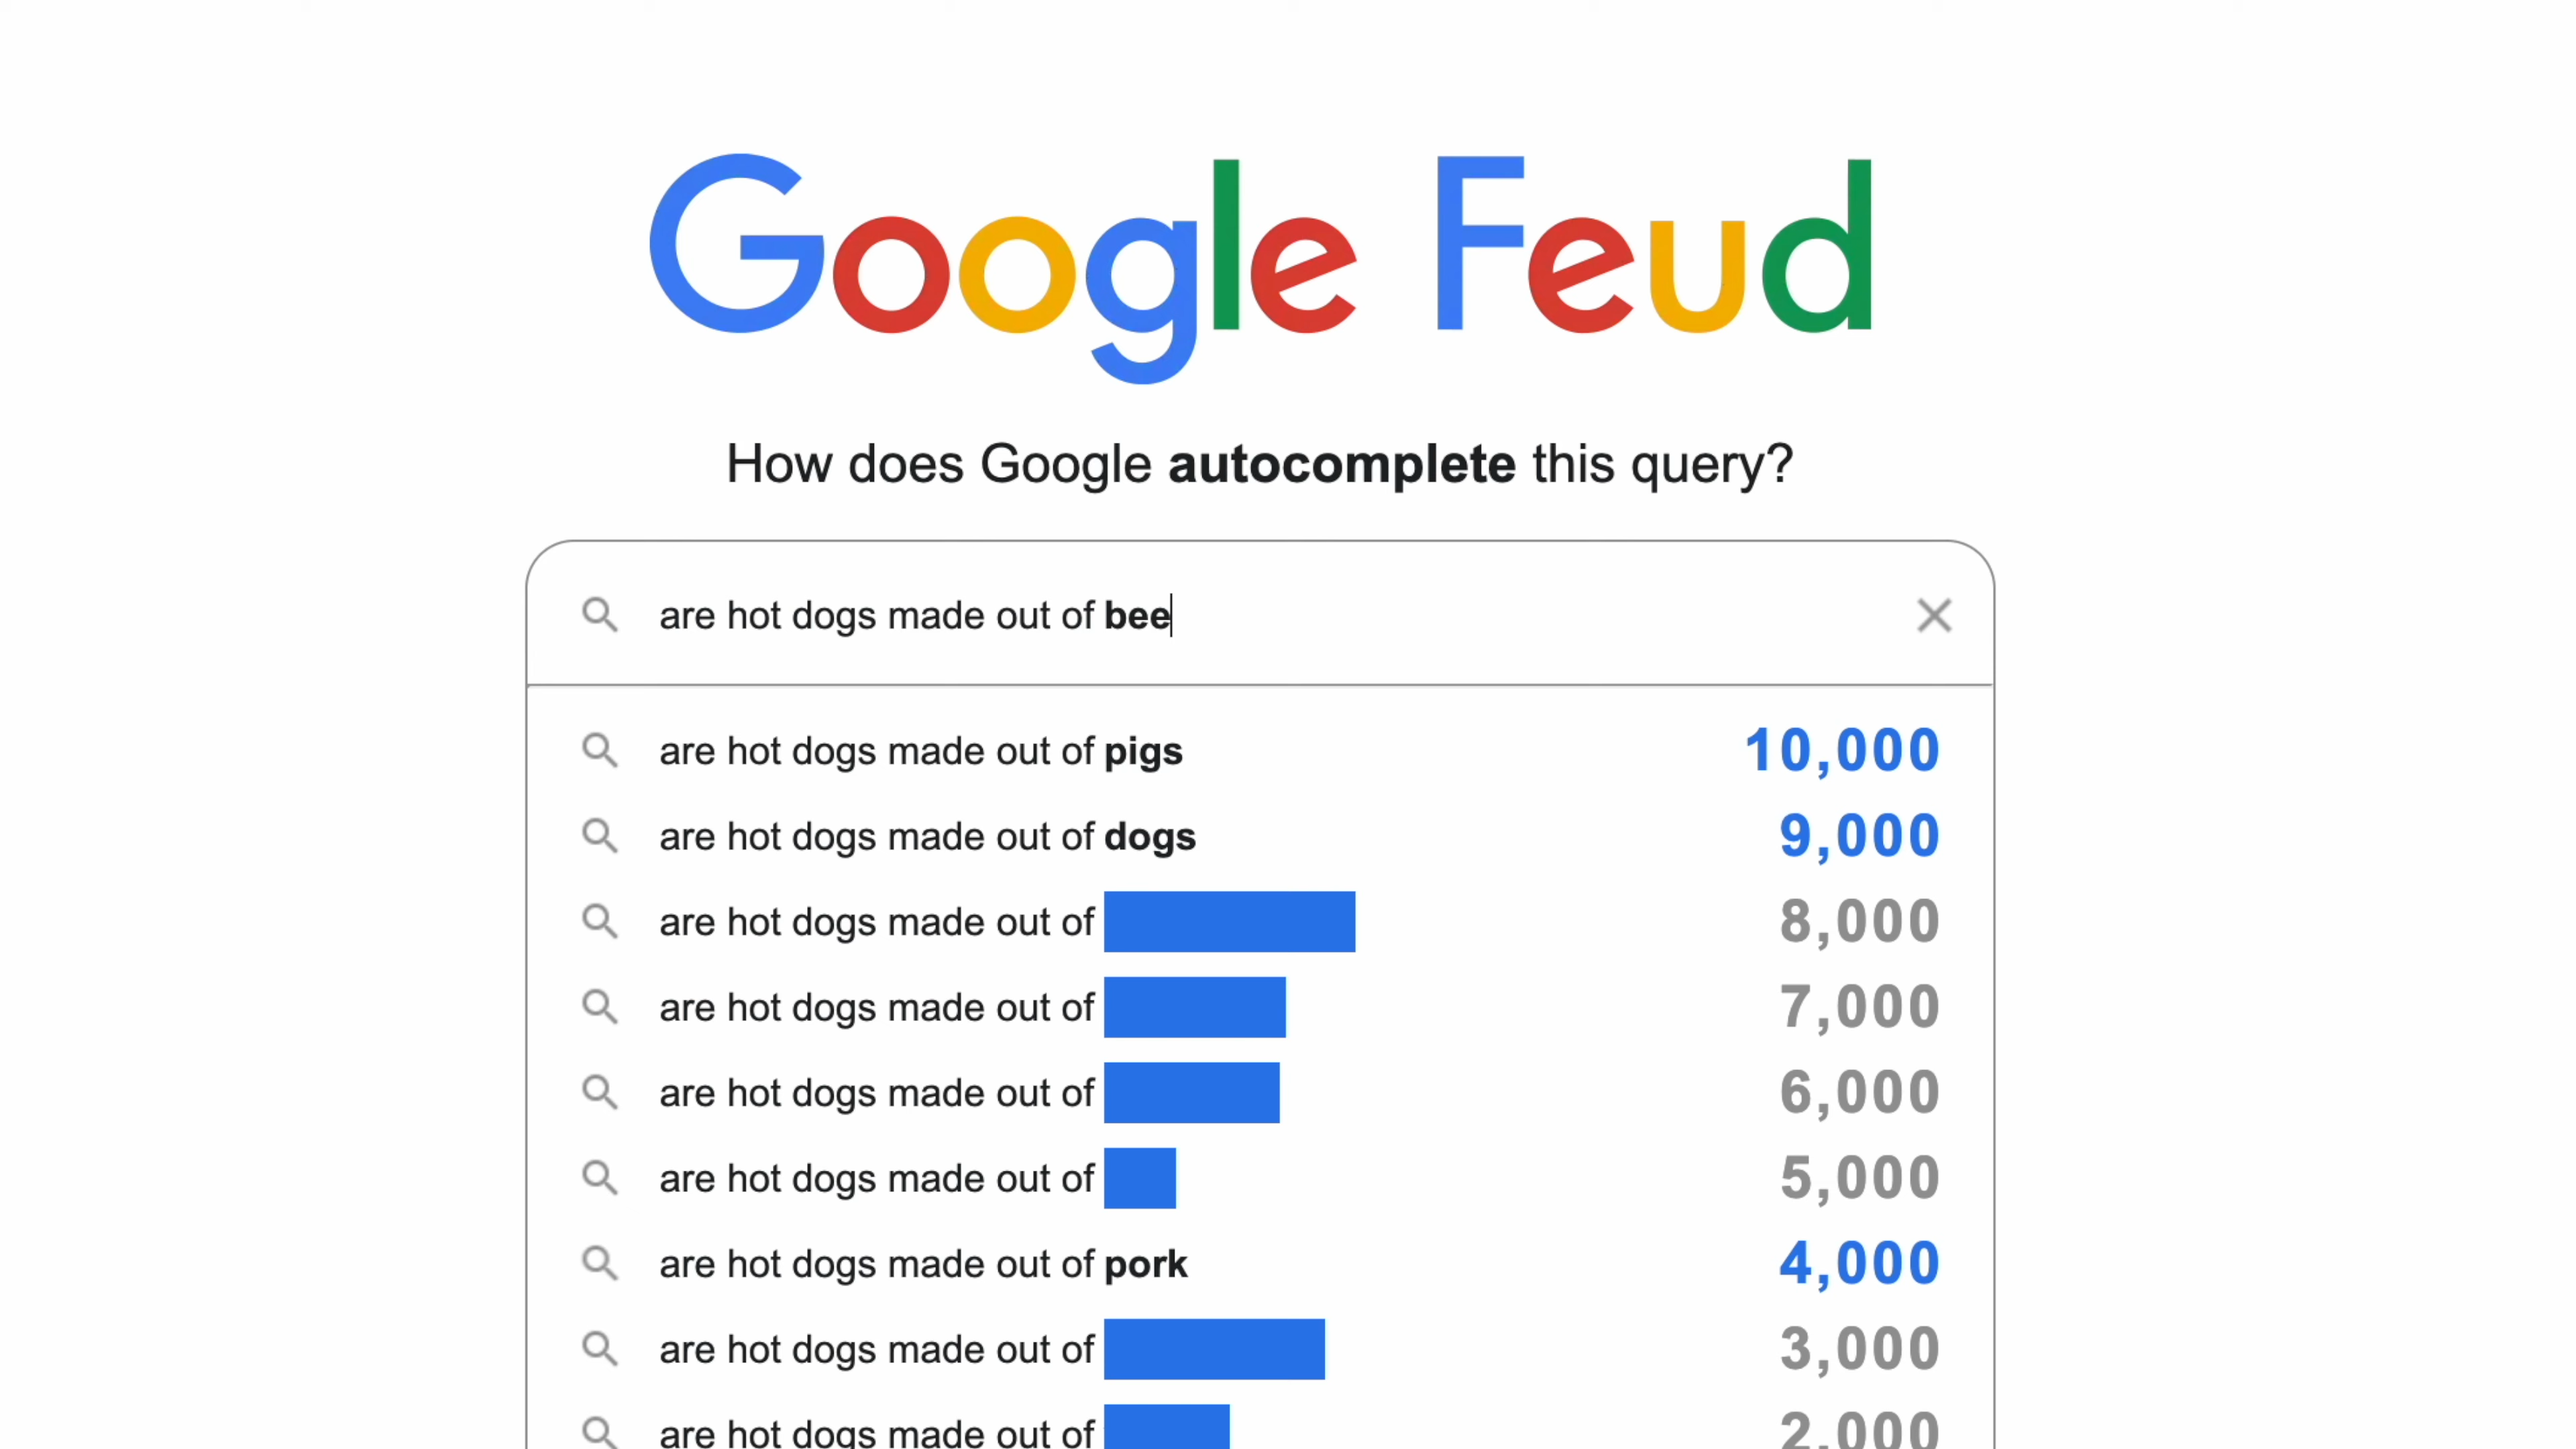 Google Feud
How does Google autocomplete this query?
are hot dogs made out of bee
are hot dogs made out of pigs 10,000
are hot dogs made out of dogs 9,000
are hot dogs made out of 8,000
are hot dogs made out of 7,000
are hot dogs made out of 6,000
are hot dogs made out of 5,000
are hot dogs made out of pork 4,000
are hot dogs made out of 3,000
are hot dogs made out of 2,000